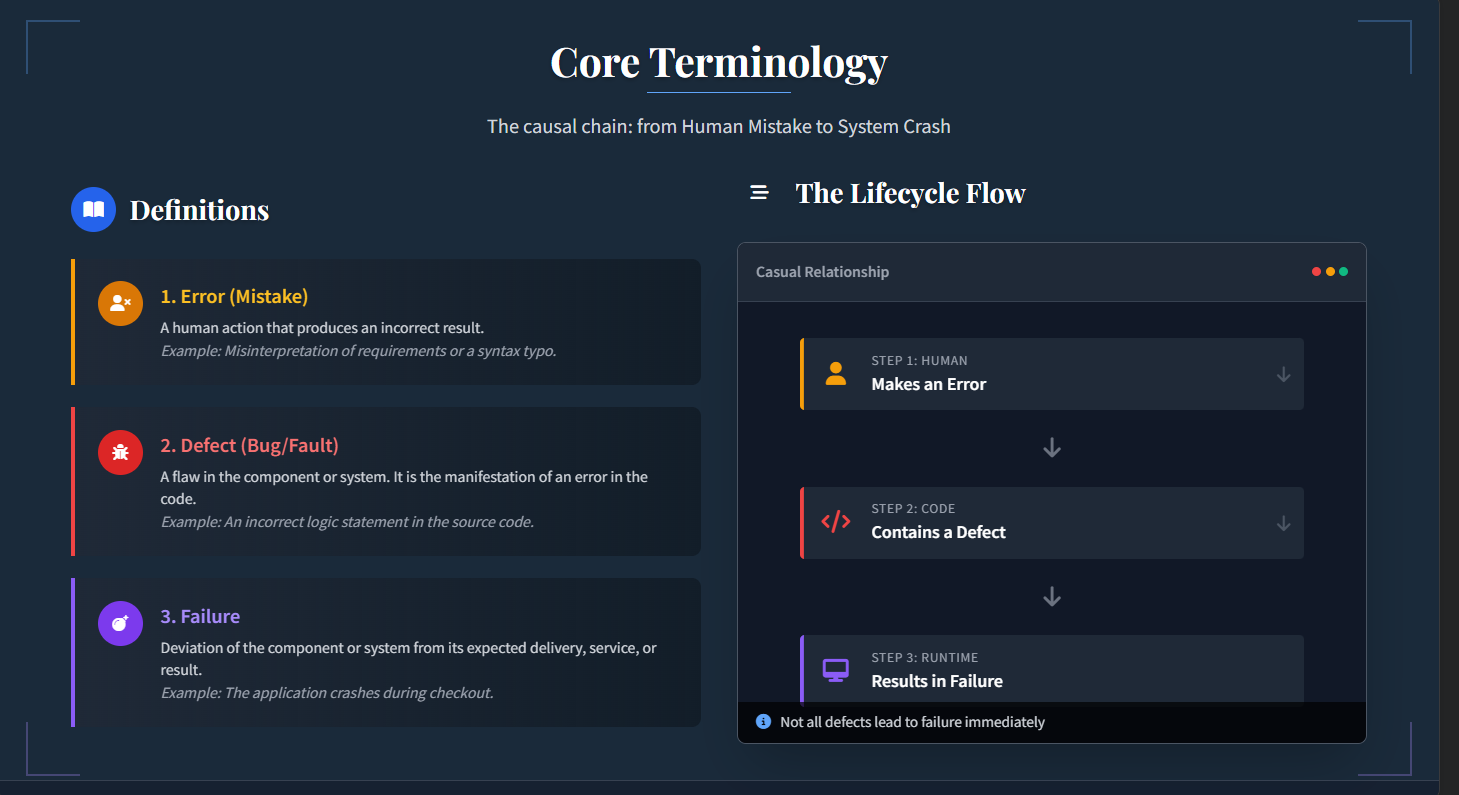 Core Terminology
The causal chain: from Human Mistake to System Crash
Definitions
1. Error (Mistake)
A human action that produces an incorrect result.
Example: Misinterpretation of requirements or a syntax typo.
2. Defect (Bug/Fault)
A flaw in the component or system. It is the manifestation of an error in the
code.
Example: An incorrect logic statement in the source code.
3. Failure
Deviation of the component or system from its expected delivery, service, or
result.
Example: The application crashes during checkout.
The Lifecycle Flow
Casual Relationship
STEP 1: HUMAN
Makes an Error
STEP 2: CODE
Contains a Defect
STEP 3: RUNTIME
Results in Failure
Not all defects lead to failure immediately